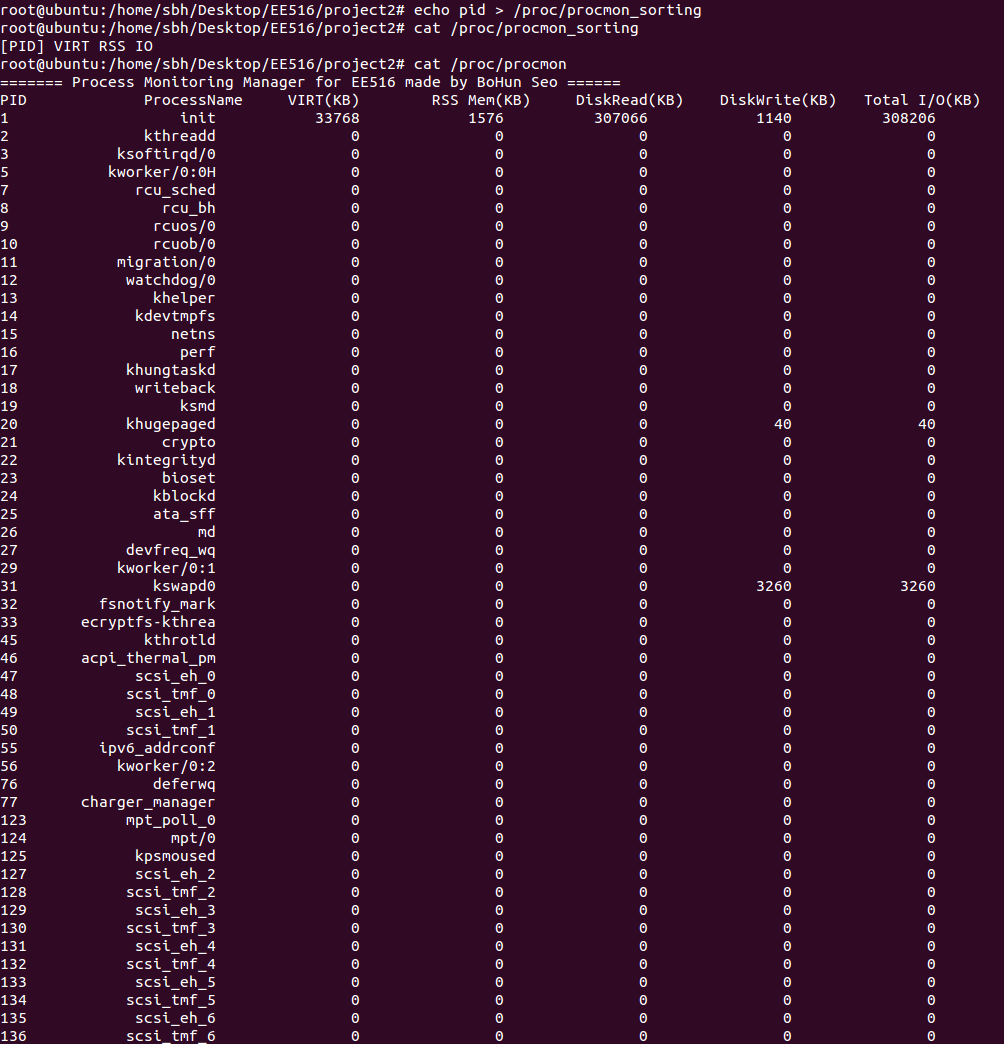 root@ubuntu:/home/sbh/Desktop/EE516/project2# echo pid > /proc/procmon_sorting
root@ubuntu:/home/sbh/Desktop/EE516/project2# cat /proc/procmon_sorting
[PID] VIRT RSS IO
root@ubuntu:/home/sbh/Desktop/EE516/project2# cat /proc/procmon
======= Process Monitoring Manager for EE516 made by BoHun Seo ======
PID ProcessName VIRT(KB) RSS Mem(KB) DiskRead(KB) DiskWrite(KB) Total I/O(KB)
1 init 33768 1576 307066 1140 308206
2 kthreadd 0 0 0 0 0
3 ksoftirqd/0 0 0 0 0 0
5 kworker/0:0H 0 0 0 0 0
7 rcu_sched 0 0 0 0 0
8 rcu_bh 0 0 0 0 0
9 rcuos/0 0 0 0 0 0
10 rcuob/0 0 0 0 0 0
11 migration/0 0 0 0 0 0
12 watchdog/0 0 0 0 0 0
13 khelper 0 0 0 0 0
14 kdevtmpfs 0 0 0 0 0
15 netns 0 0 0 0 0
16 perf 0 0 0 0 0
17 khungtaskd 0 0 0 0 0
18 writeback 0 0 0 0 0
19 ksmd 0 0 0 0 0
20 khugepaged 0 0 0 40 40
21 crypto 0 0 0 0 0
22 kintegrityd 0 0 0 0 0
23 bioset 0 0 0 0 0
24 kblockd 0 0 0 0 0
25 ata_sff 0 0 0 0 0
26 md 0 0 0 0 0
27 devfreq_wq 0 0 0 0 0
29 kworker/0:1 0 0 0 0 0
31 kswapd0 0 0 0 3260 3260
32 fsnotify_mark 0 0 0 0 0
33 ecryptfs-kthrea 0 0 0 0 0
45 kthrotld 0 0 0 0 0
46 acpi_thermal_pm 0 0 0 0 0
47 scsi_eh_0 0 0 0 0 0
48 scsi_tmf_0 0 0 0 0 0
49 scsi_eh_1 0 0 0 0 0
50 scsi_tmf_1 0 0 0 0 0
55 ipv6_addrconf 0 0 0 0 0
56 kworker/0:2 0 0 0 0 0
76 deferwq 0 0 0 0 0
77 charger_manager 0 0 0 0 0
123 mpt_poll_0 0 0 0 0 0
124 mpt/0 0 0 0 0 0
125 kpsmoused 0 0 0 0 0
127 scsi_eh_2 0 0 0 0 0
128 scsi_tmf_2 0 0 0 0 0
129 scsi_eh_3 0 0 0 0 0
130 scsi_tmf_3 0 0 0 0 0
131 scsi_eh_4 0 0 0 0 0
132 scsi_tmf_4 0 0 0 0 0
133 scsi_eh_5 0 0 0 0 0
134 scsi_tmf_5 0 0 0 0 0
135 scsi_eh_6 0 0 0 0 0
136 scsi_tmf_6 0 0 0 0 0